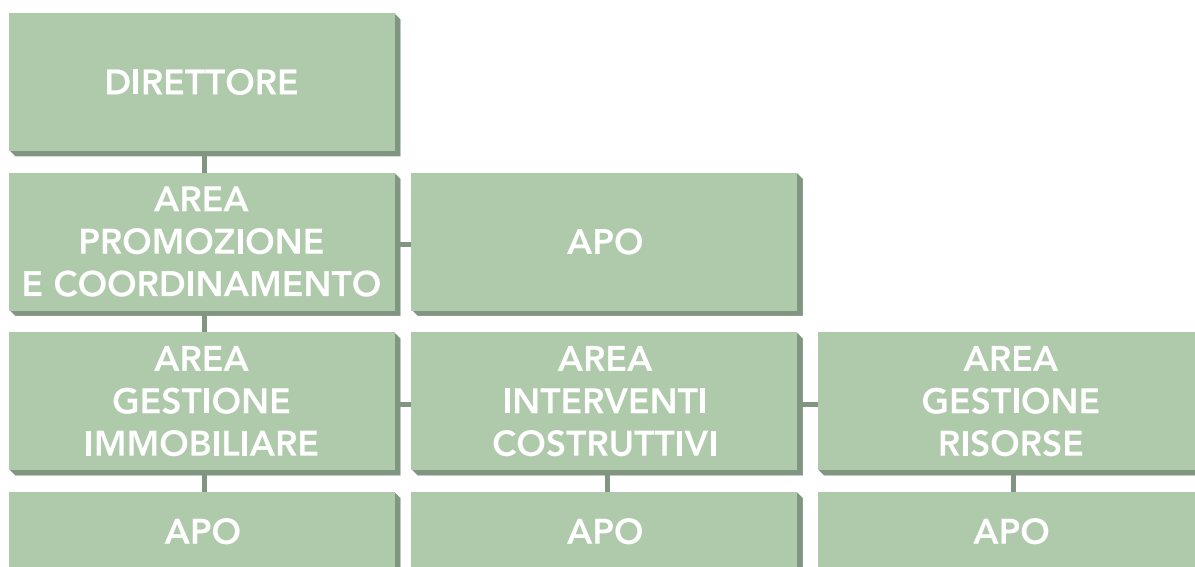 DIRETTORE
AREA
PROMOZIONE
E COORDINAMENTO
APO
AREA
GESTIONE
IMMOBILIARE
AREA
INTERVENTI
COSTRUTTIVI
AREA
GESTIONE
RISORSE
APO
APO
APO